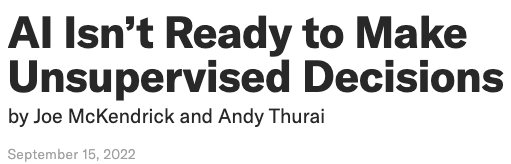 AI Isn’t Ready to Make
Unsupervised Decisions
by Joe McKendrick and Andy Thurai
September 15, 2022